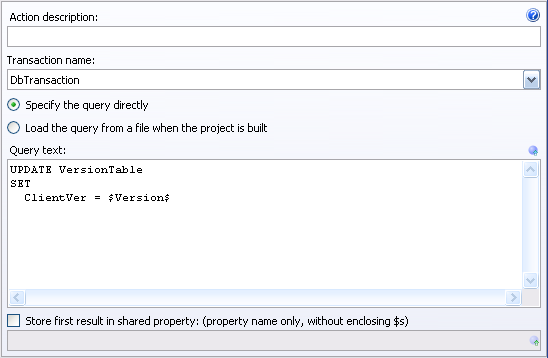 Action description:
Transaction name:
DbTransaction
Specify the query directly
Load the query from a file when the project is built
Query text:
UPDATE VersionTable
SET
  ClientVer = $Version$
Store first result in shared property: (property name only, without enclosing $s)